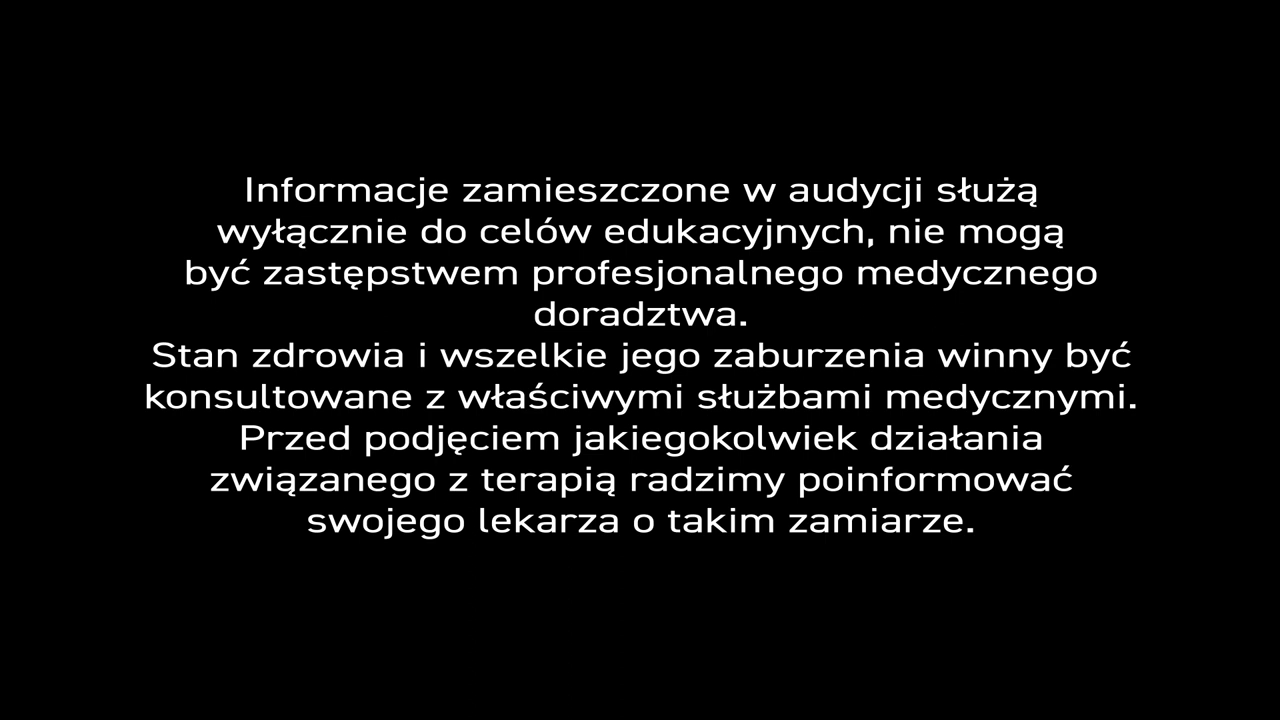 Informacje zamieszczone w audycji służą
wyłącznie do celów edukacyjnych, nie mogą
być zastępstwem profesjonalnego medycznego
doradztwa.
Stan zdrowia i wszelkie jego zaburzenia winny być
konsultowane z właściwymi służbami medycznymi.
Przed podjęciem jakiegokolwiek działania
związanego z terapią radzimy poinformować
swojego lekarza o takim zamiarze.